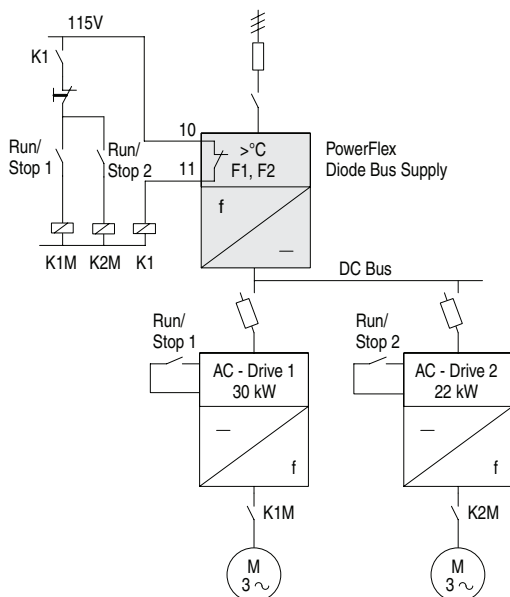 115V
K1
10
11
Run/
Stop 1
Run/
Stop 2
K1M
K2M
K1
>°C
F1, F2
f
—
PowerFlex
Diode Bus Supply
DC Bus
Run/
Stop 1
AC - Drive 1
30 kW
—
f
K1M
M
3 ~
Run/
Stop 2
AC - Drive 2
22 kW
—
f
K2M
M
3 ~